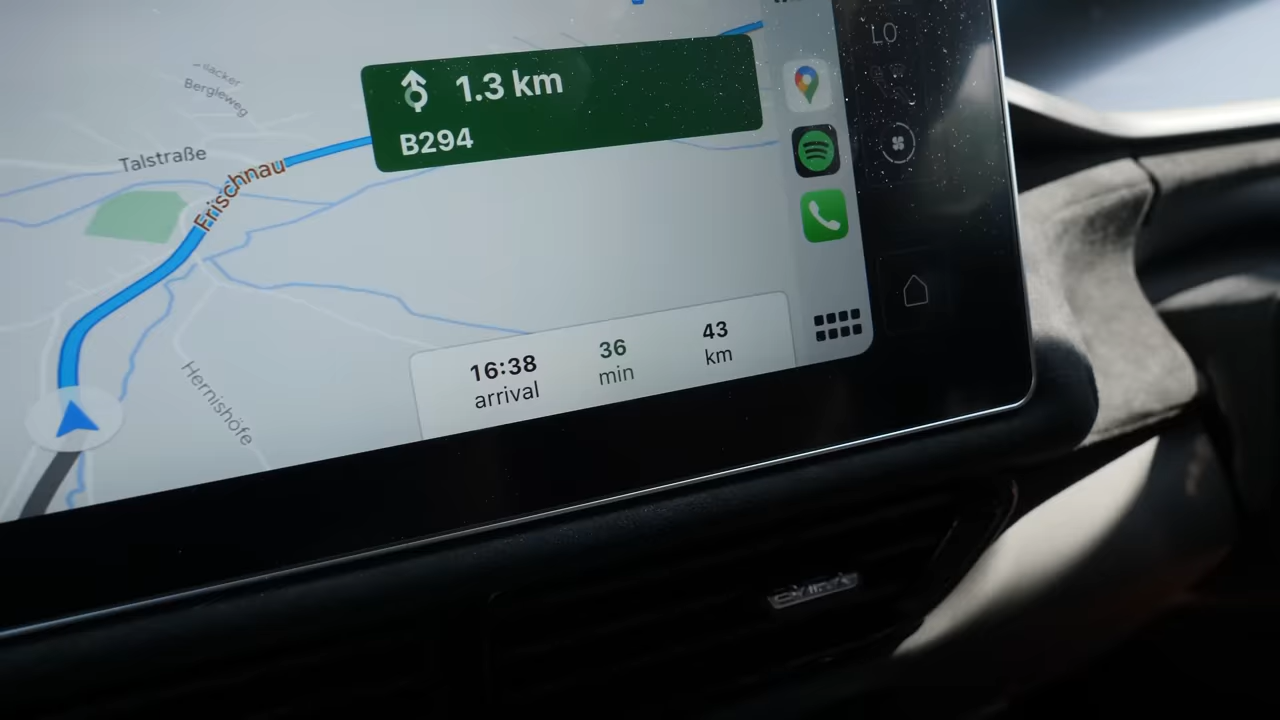 LO
1.3 km
B294
Bergleweg
Talstraße
Frischnau
Hernishöfe
16:38
arrival
36
min
43
km